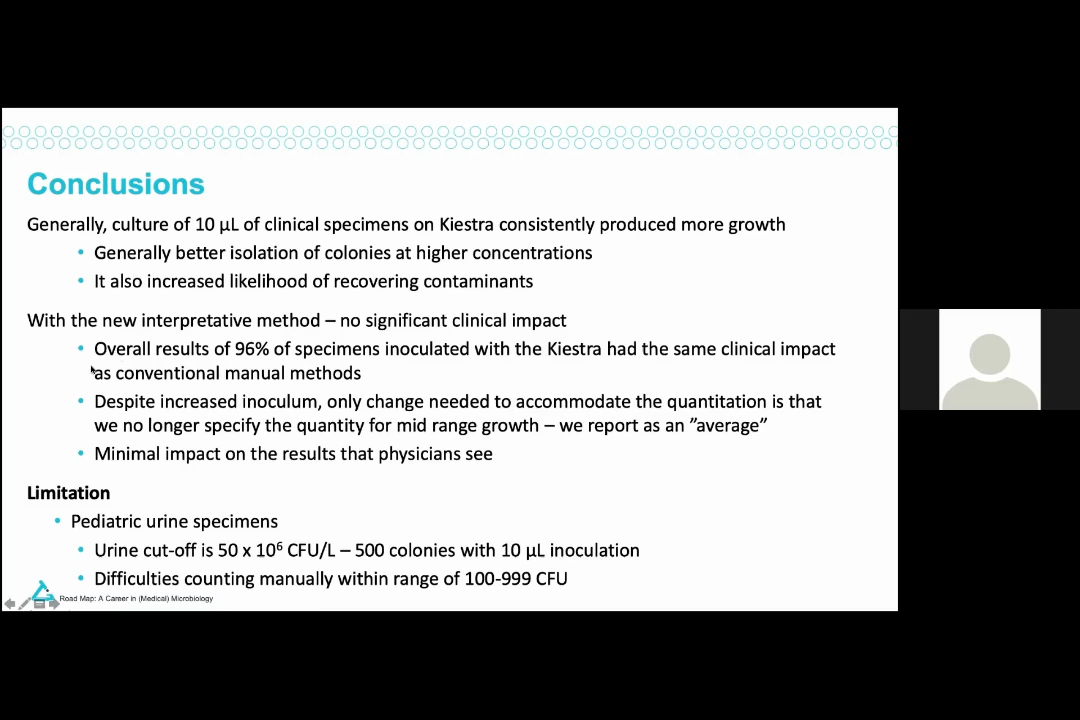 Conclusions
Generally, culture of 10 µL of clinical specimens on Kiestra consistently produced more growth
• Generally better isolation of colonies at higher concentrations
• It also increased likelihood of recovering contaminants
With the new interpretative method – no significant clinical impact
• Overall results of 96% of specimens inoculated with the Kiestra had the same clinical impact
as conventional manual methods
• Despite increased inoculum, only change needed to accommodate the quantitation is that
we no longer specify the quantity for mid range growth – we report as an ”average”
• Minimal impact on the results that physicians see
Limitation
• Pediatric urine specimens
• Urine cut-off is 50 x 10⁶ CFU/L – 500 colonies with 10 µL inoculation
• Difficulties counting manually within range of 100-999 CFU
Road Map: A Career in (Medical) Microbiology